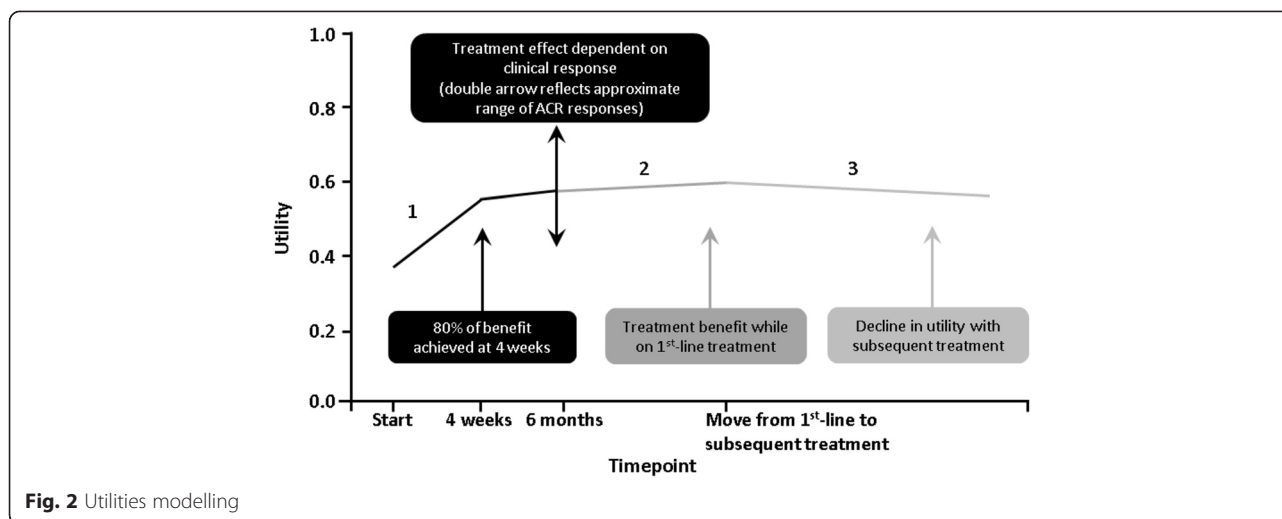 1.0
Treatment effect dependent on
clinical response
(double arrow reflects approximate
range of ACR responses)
0.8
0.6
0.4
0.2
0.0
Utility
1
2
3
80% of benefit
achieved at 4 weeks
Treatment benefit while
on 1st-line treatment
Decline in utility with
subsequent treatment
Start
4 weeks
6 months
Move from 1st-line to
subsequent treatment
Timepoint
Fig. 2 Utilities modelling